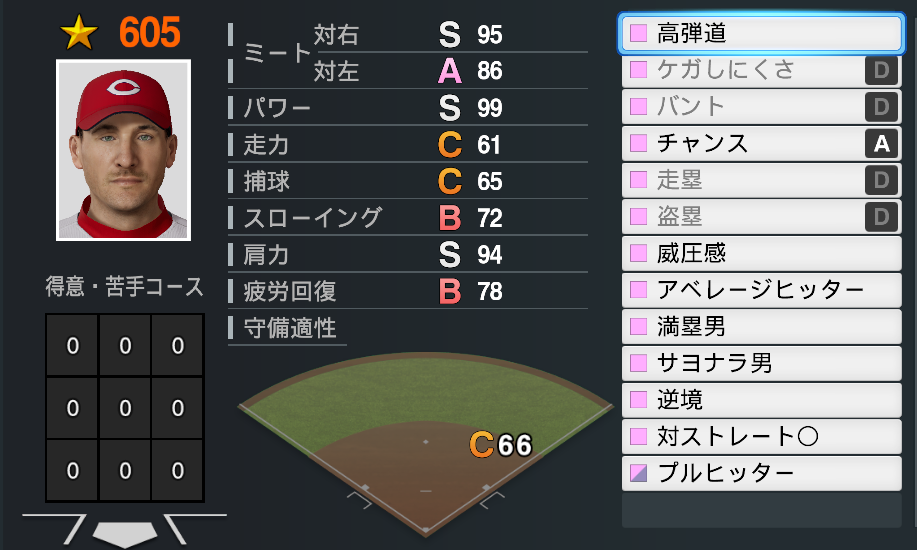 605
得意・苦手コース
0 0 0
0 0 0
0 0 0
ミート 対右 S 95
対左 A 86
パワー S 99
走力 C 61
捕球 C 65
スローイング B 72
肩力 S 94
疲労回復 B 78
守備適性
C66
高弾道
ケガしにくさ D
バント D
チャンス A
走塁 D
盗塁 D
威圧感
アベレージヒッター
満塁男
サヨナラ男
逆境
対ストレート〇
プルヒッター